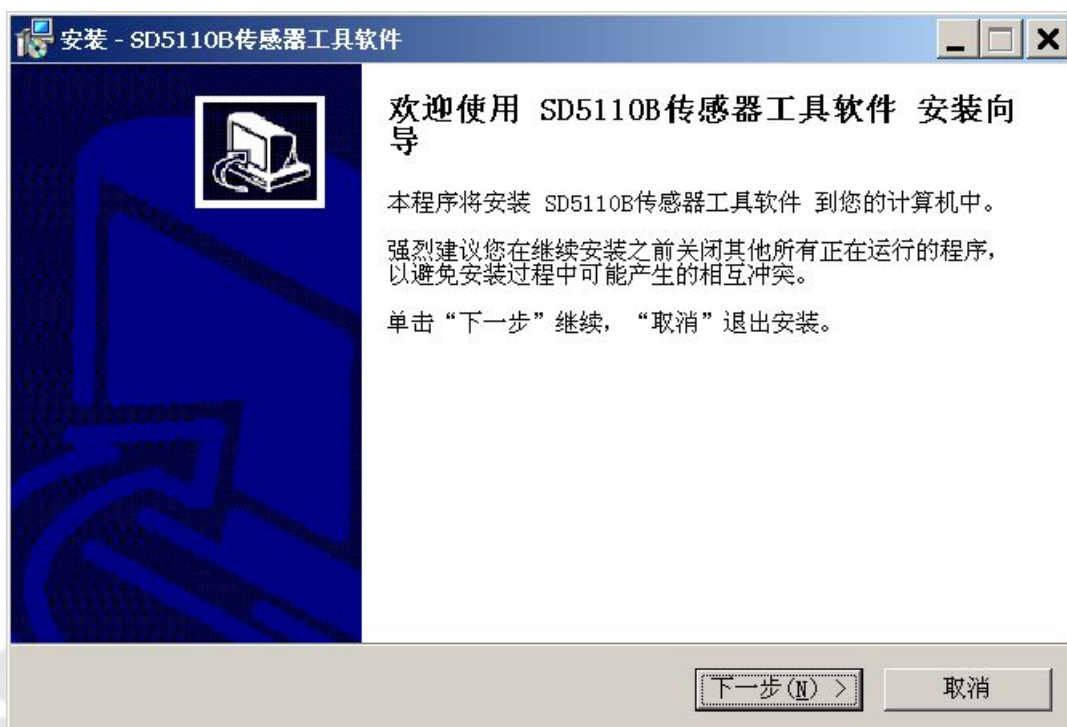 安装 - SD5110B传感器工具软件
欢迎使用 SD5110B传感器工具软件 安装向
导
本程序将安装 SD5110B传感器工具软件 到您的计算机中。
强烈建议您在继续安装之前关闭其他所有正在运行的程序，
以避免安装过程中可能产生的相互冲突。
单击“下一步”继续，“取消”退出安装。
下一步(N) >
取消